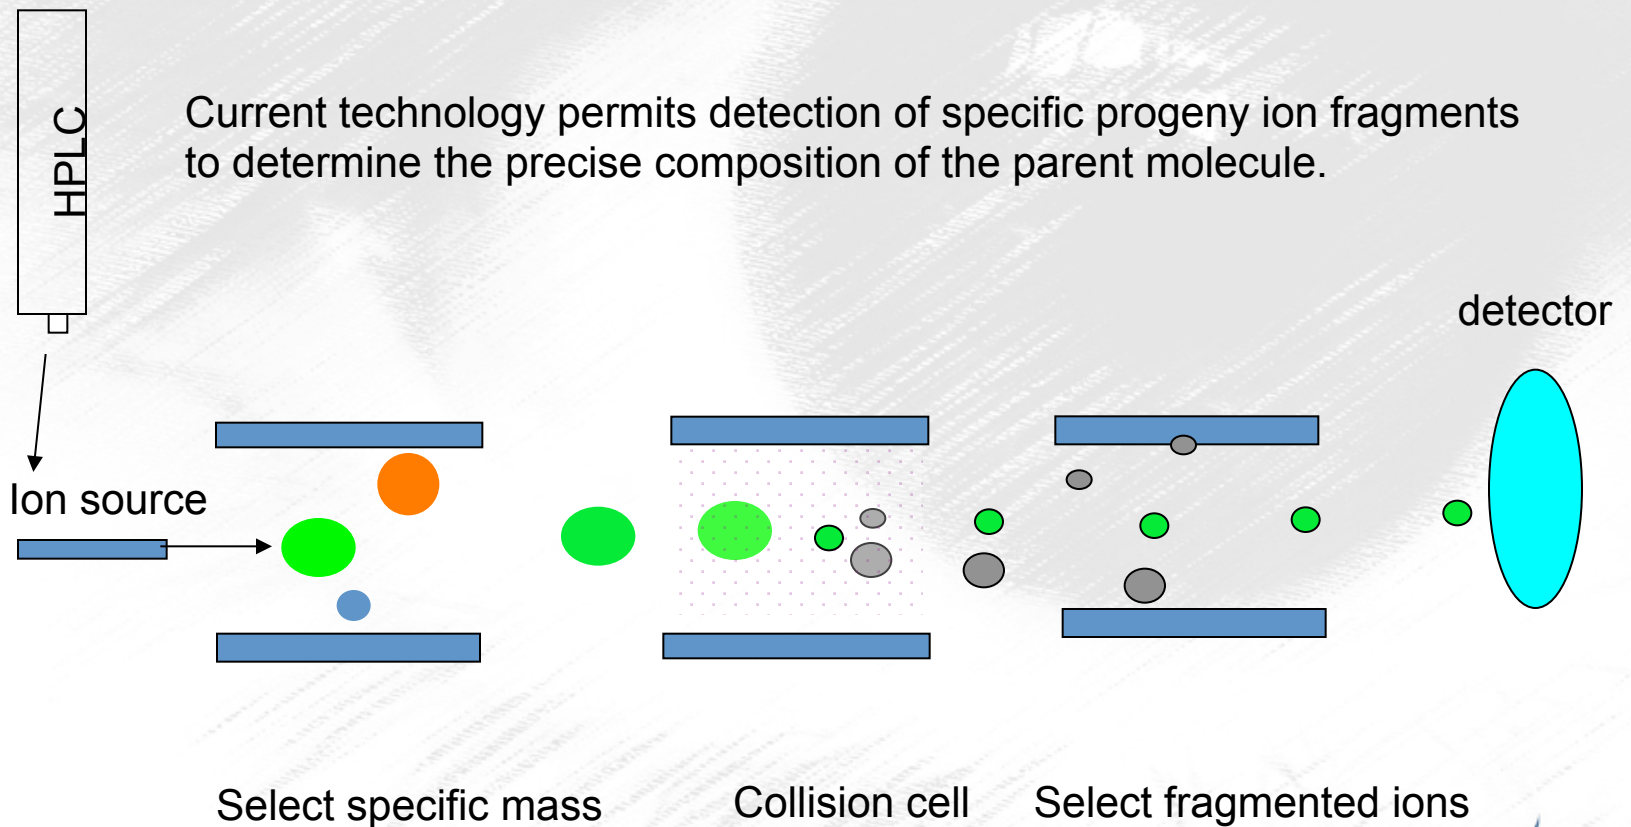 HPLC
Current technology permits detection of specific progeny ion fragments
to determine the precise composition of the parent molecule.
detector
Ion source
Select specific mass
Collision cell
Select fragmented ions